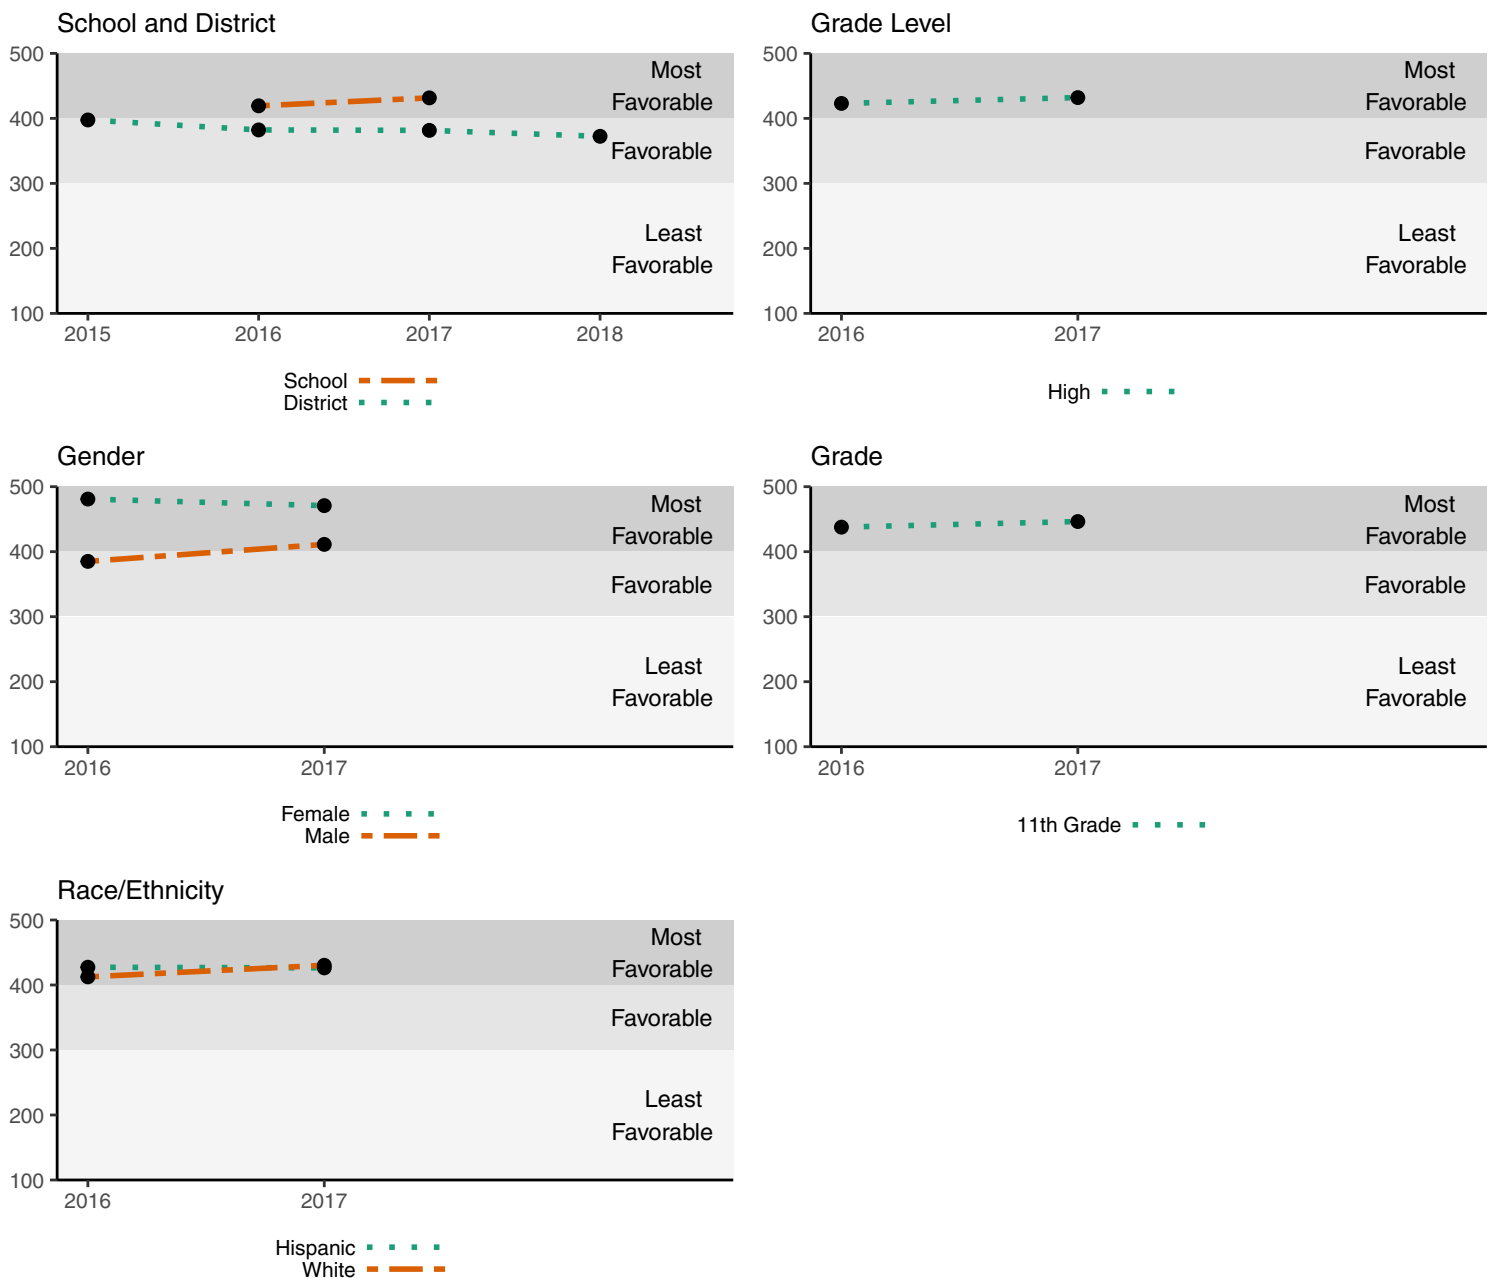 School and District
500
400
300
200
100
Most
Favorable
Favorable
Least
Favorable
2015 2016 2017 2018
School
District
Grade Level
500
400
300
200
100
Most
Favorable
Favorable
Least
Favorable
2016 2017
High
Gender
500
400
300
200
100
Most
Favorable
Favorable
Least
Favorable
2016 2017
Female
Male
Grade
500
400
300
200
100
Most
Favorable
Favorable
Least
Favorable
2016 2017
11th Grade
Race/Ethnicity
500
400
300
200
100
Most
Favorable
Favorable
Least
Favorable
2016 2017
Hispanic
White